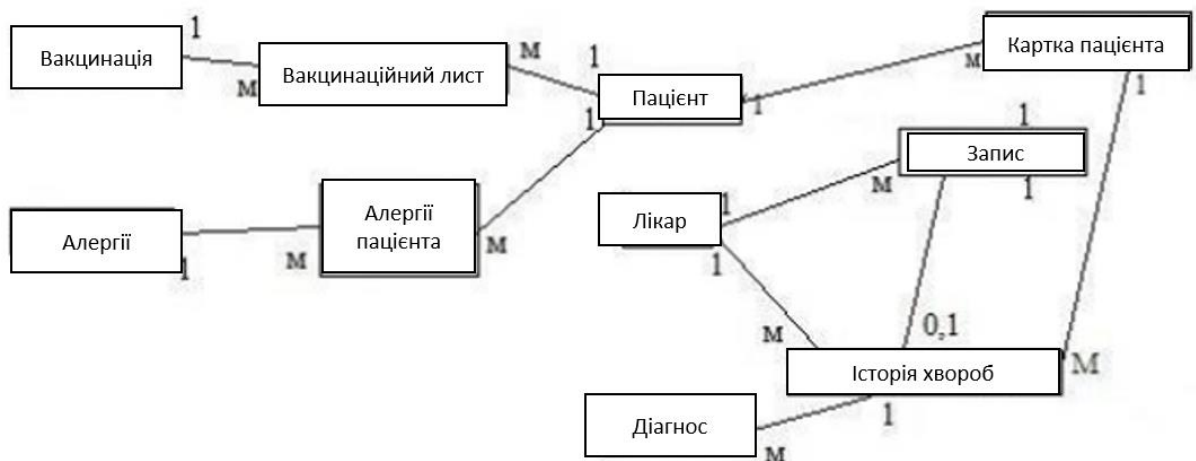 1
Вакцинація
м
Вакцинаційний лист
м
1
Пацієнт
1
м
Картка пацієнта
1
1
Запис
1
м
1
Лікар
1
Алергії
1
м
Алергії
пацієнта
м
1
м
0,1
Історія хвороб
М
1
Діагнос
м